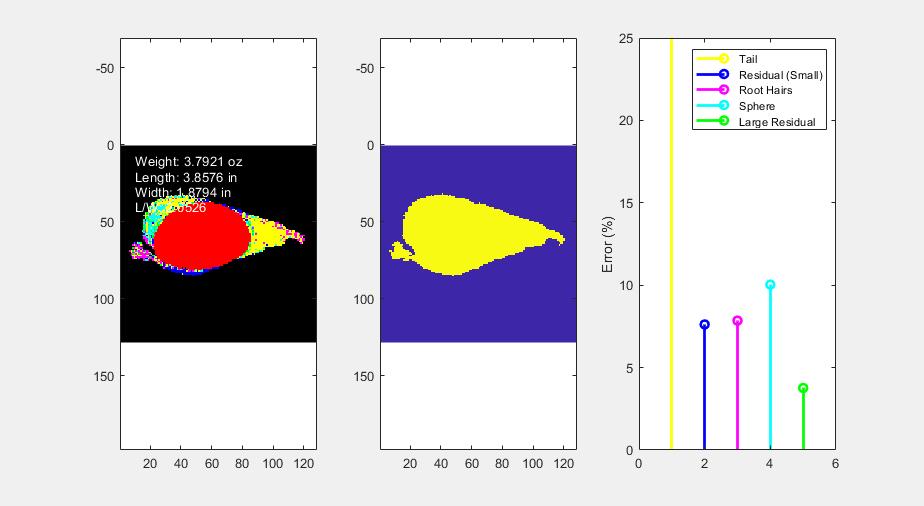 Weight: 3.7921 oz
Length: 3.8576 in
Width: 1.8794 in
-50
0
50
100
150
20 40 60 80 100 120
-50
0
50
100
150
20 40 60 80 100 120
Error (%)
25
20
15
10
5
0
0 2 4 6
Tail
Residual (Small)
Root Hairs
Sphere
Large Residual